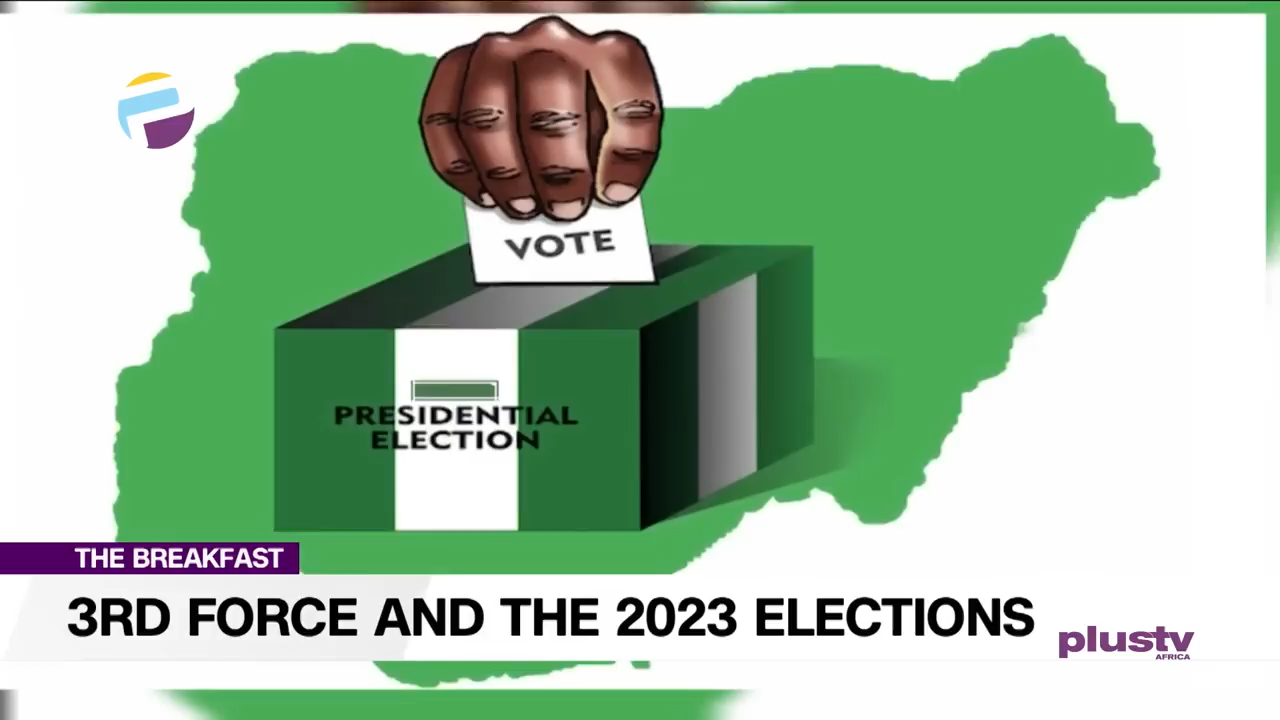 VOTE
PRESIDENTIAL
ELECTION
THE BREAKFAST
3RD FORCE AND THE 2023 ELECTIONS
plustv
AFRICA